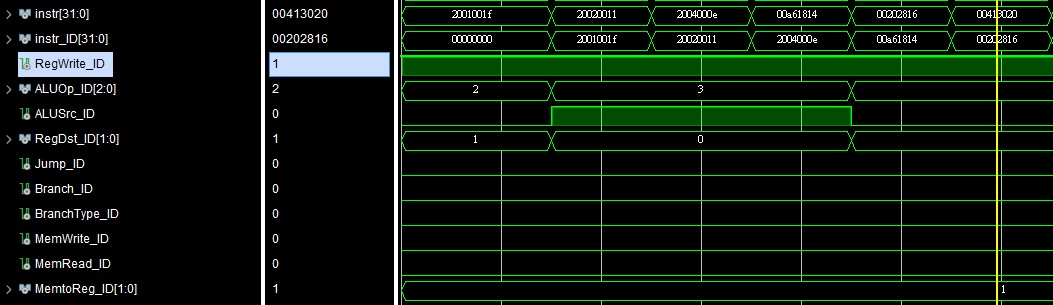 instr[31:0] 00413020 2001001f 20020011 2004000e 00a61814 00202816 00413020
instr_ID[31:0] 00202816 00000000 2001001f 20020011 2004000e 00a61814 00202816
RegWrite_ID 1
ALUOp_ID[2:0] 2 2 3
ALUSrc_ID 0
RegDst_ID[1:0] 1 1 0
Jump_ID 0
Branch_ID 0
BranchType_ID 0
MemWrite_ID 0
MemRead_ID 0
MemtoReg_ID[1:0] 1 1